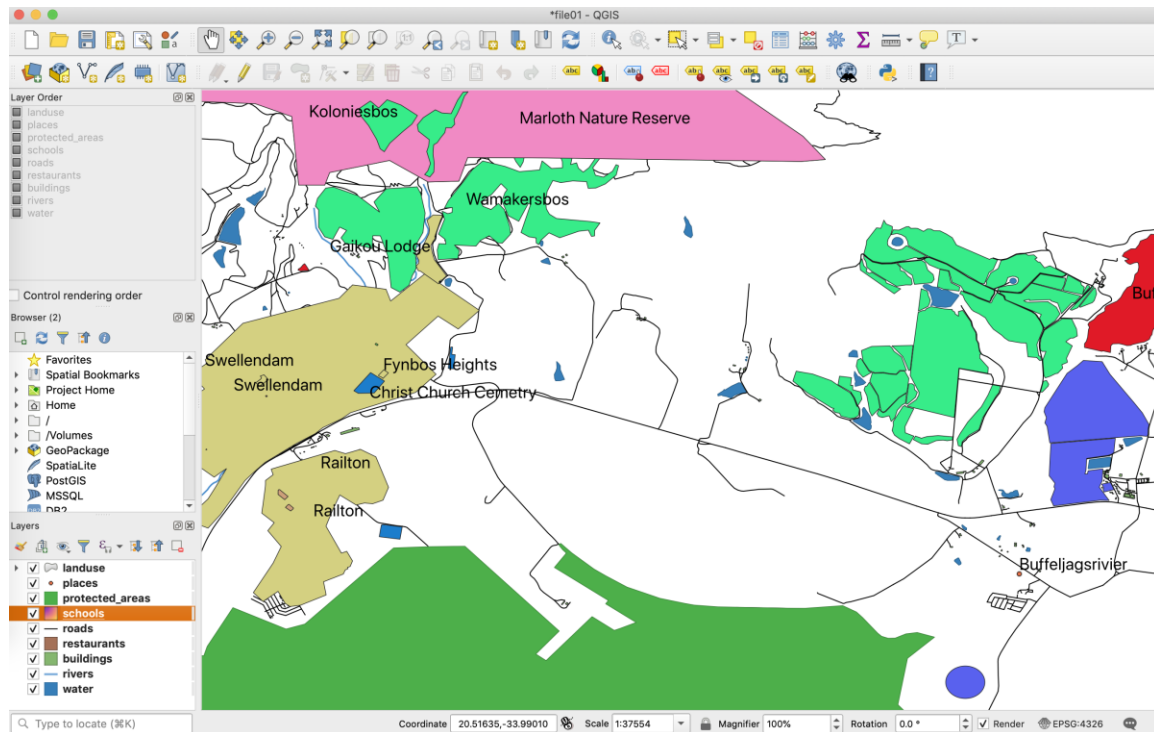 *file01 - QGIS
Layer Order
landuse
places
protected_areas
schools
roads
restaurants
buildings
rivers
water
Control rendering order
Browser (2)
Favorites
Spatial Bookmarks
Project Home
Home
/
/Volumes
GeoPackage
SpatiaLite
PostGIS
MSSQL
DB2
Layers
landuse
places
protected_areas
schools
roads
restaurants
buildings
rivers
water
Koloniesbos
Marloth Nature Reserve
Wamakersbos
Gaikou Lodge
Buf
Swellendam
Fynbos Heights
Swellendam
Christ Church Cemetry
Railton
Railton
Buffeljagsrivier
Type to locate (⌘K)
Coordinate 20.51635,-33.99010 Scale 1:37554 Magnifier 100% Rotation 0.0 ° Render EPSG:4326